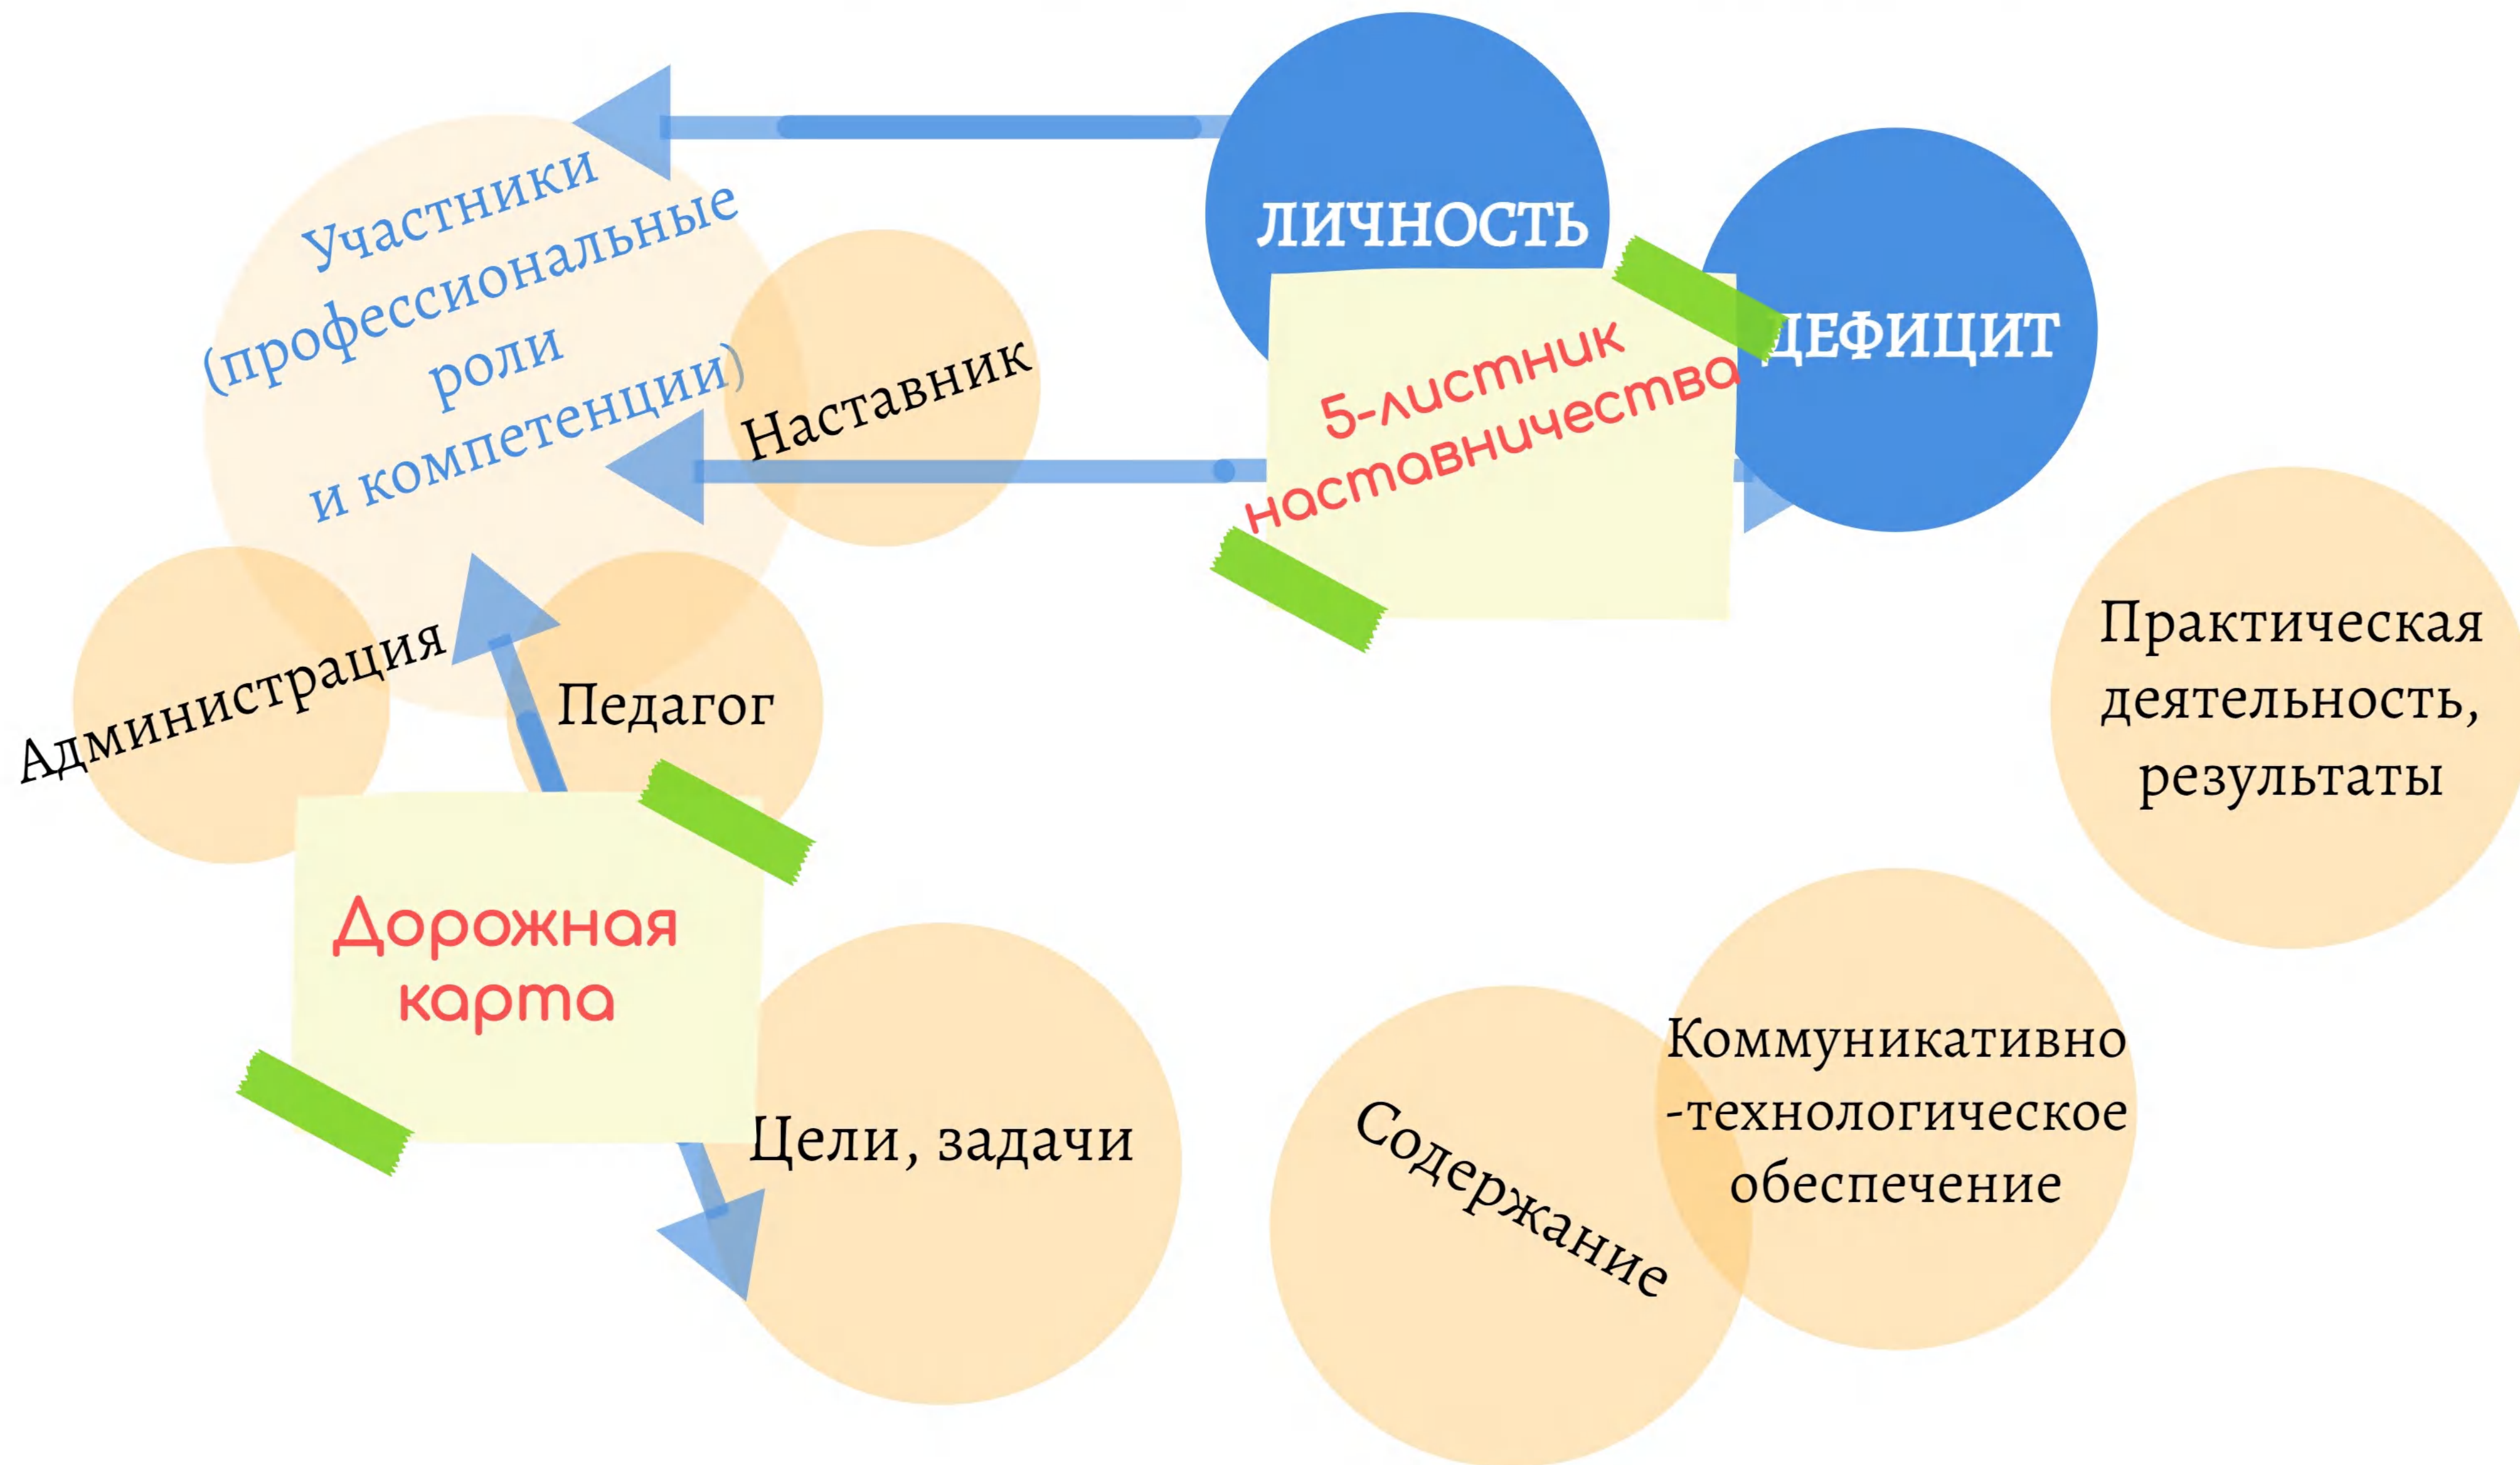 Участники
(профессиональные
роли
и компетенции)
Наставник
Администрация
Педагог
ЛИЧНОСТЬ
ДЕФИЦИТ
5-листник
наставничества
Дорожная
карта
Цели, задачи
Содержание
Коммуникативно
-технологическое
обеспечение
Практическая
деятельность,
результаты